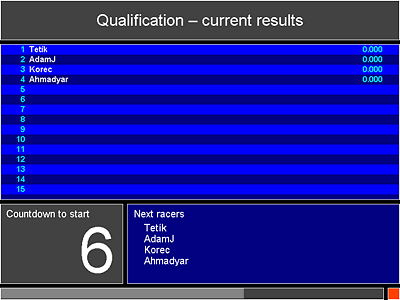 Qualification – current results
1 Tetik 0.000
2 AdamJ 0.000
3 Korec 0.000
4 Ahmadyar 0.000
5
6
7
8
9
10
11
12
13
14
15
Countdown to start
6
Next racers
Tetik
AdamJ
Korec
Ahmadyar